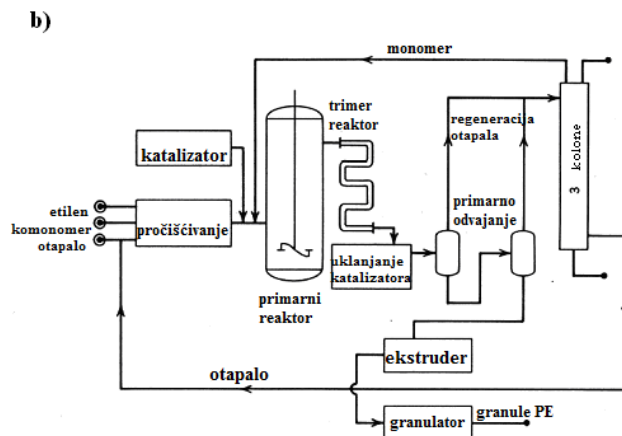 b)
monomer
trimer
reaktor
katalizator
regeneracija
otapala
3 kolone
etilen
komonomer
otapalo
pročišćivanje
primarno
odvajanje
uklanjanje
katalizatora
primarni
reaktor
ekstruder
otapalo
granulator
granule PE